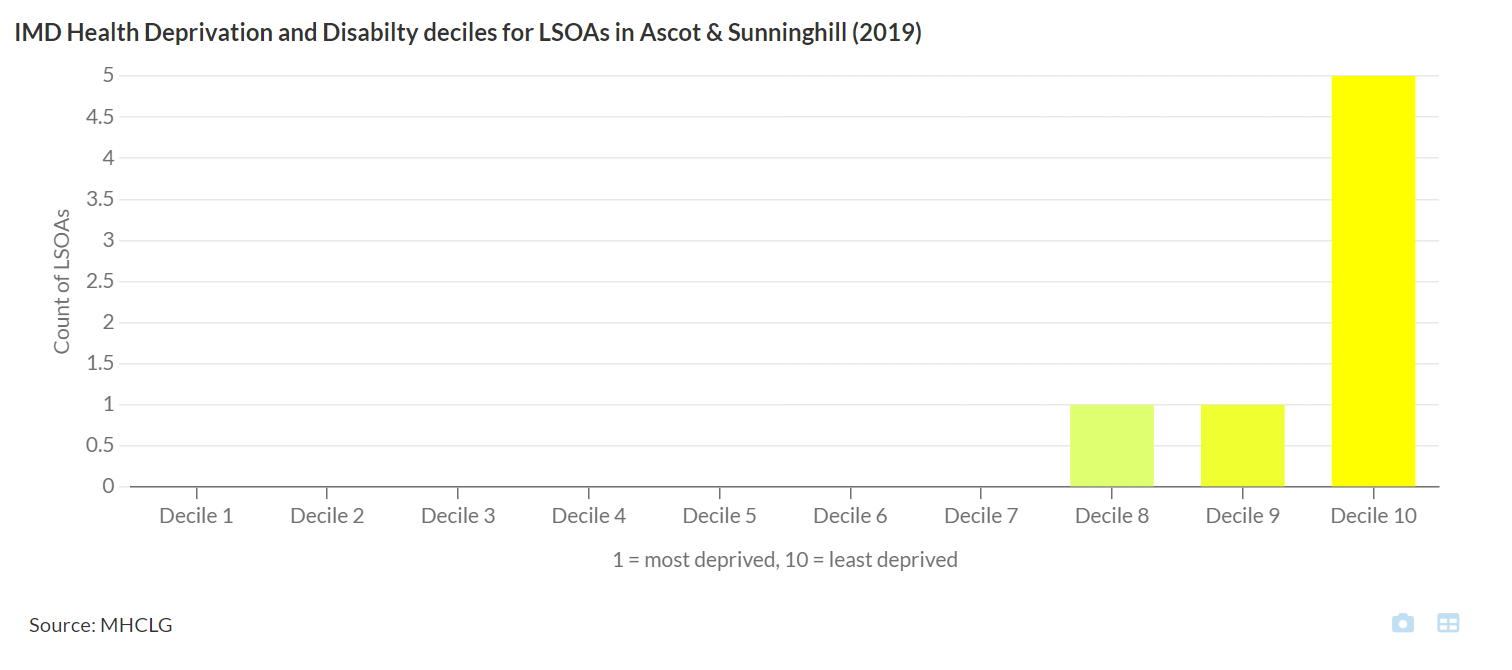 IMD Health Deprivation and Disabilty deciles for LSOAs in Ascot & Sunninghill (2019)
5
4.5
4
3.5
3
2.5
2
1.5
1
0.5
0
Count of LSOAs
Decile 1 Decile 2 Decile 3 Decile 4 Decile 5 Decile 6 Decile 7 Decile 8 Decile 9 Decile 10
1 = most deprived, 10 = least deprived
Source: MHCLG